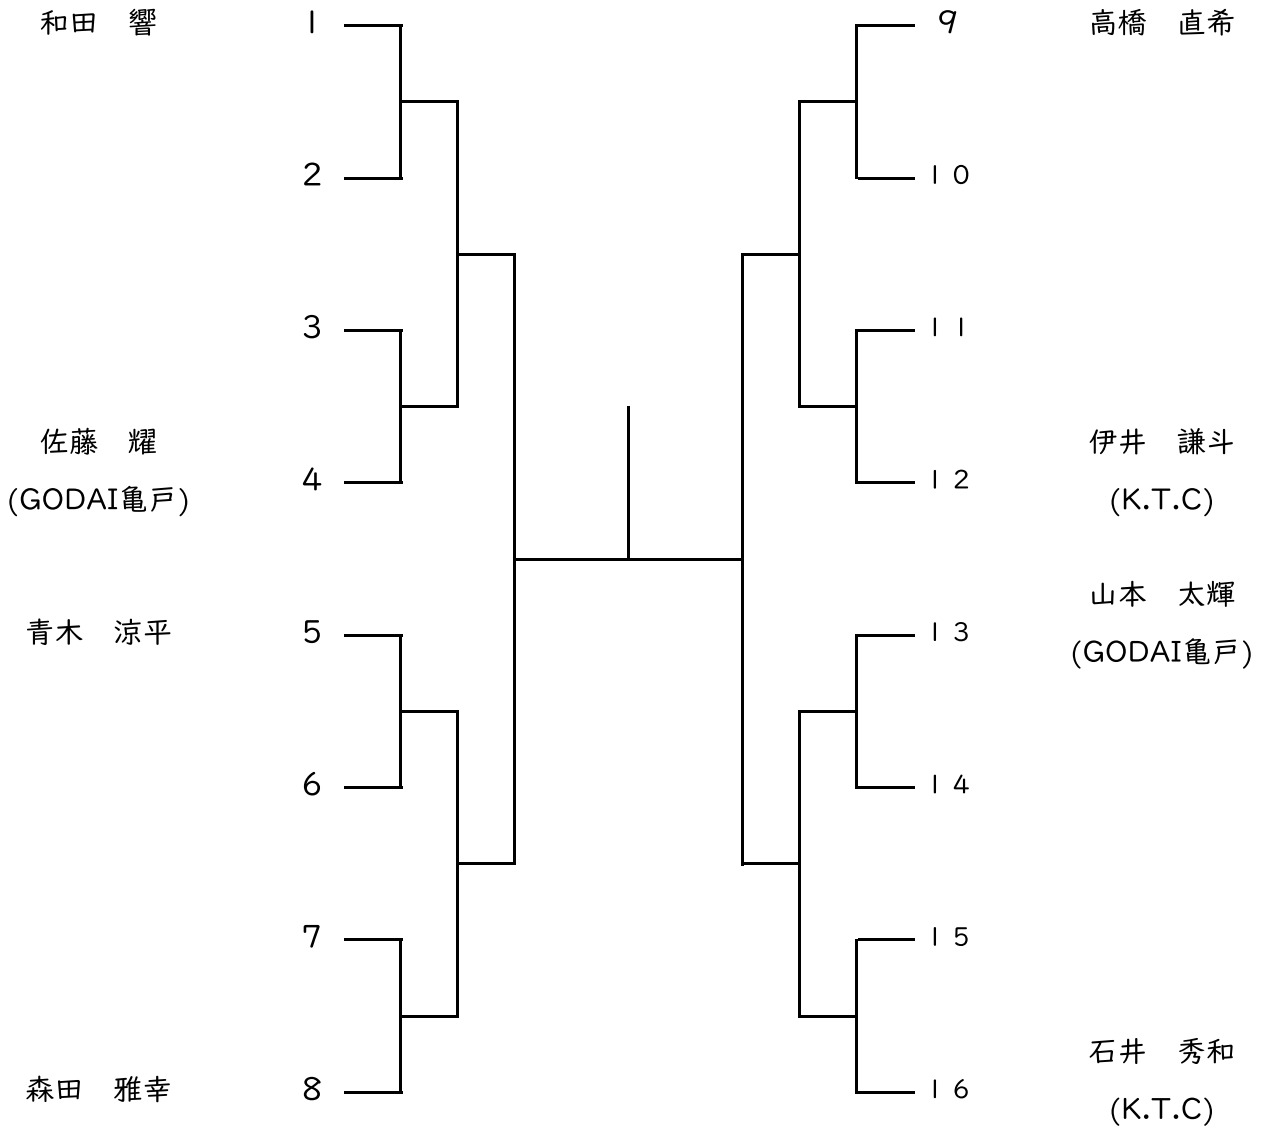 和田　響　1
2
3
佐藤　耀
(GODAI亀戸)　4
青木　涼平　5
6
7
森田　雅幸　8
9　高橋　直希
10
11
伊井　謙斗
12　(K.T.C)
山本　太輝
13　(GODAI亀戸)
14
15
石井　秀和
16　(K.T.C)